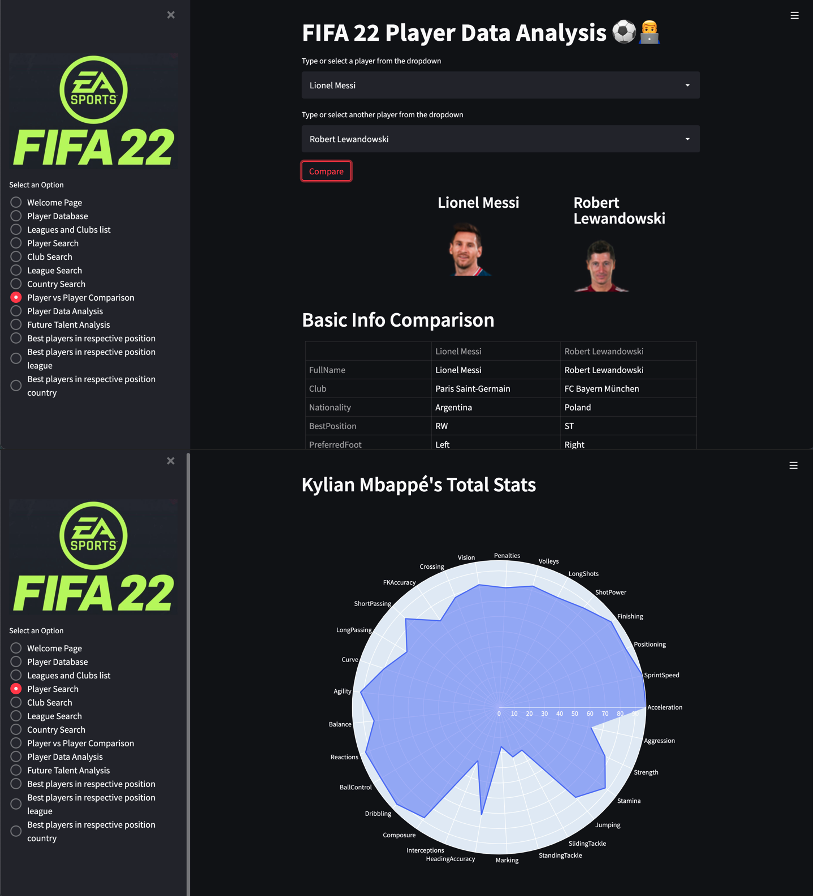 EA
SPORTS
FIFA 22
Select an Option
Welcome Page
Player Database
Leagues and Clubs list
Player Search
Club Search
League Search
Country Search
Player vs Player Comparison
Player Data Analysis
Future Talent Analysis
Best players in respective position
Best players in respective position
league
Best players in respective position
country
FIFA 22 Player Data Analysis ⚽👨‍💻
Type or select a player from the dropdown
Lionel Messi
Type or select another player from the dropdown
Robert Lewandowski
Compare
Lionel Messi
Robert
Lewandowski
Basic Info Comparison
Lionel Messi Robert Lewandowski
FullName Lionel Messi Robert Lewandowski
Club Paris Saint-Germain FC Bayern München
Nationality Argentina Poland
BestPosition RW ST
PreferredFoot Left Right
EA
SPORTS
FIFA 22
Select an Option
Welcome Page
Player Database
Leagues and Clubs list
Player Search
Club Search
League Search
Country Search
Player vs Player Comparison
Player Data Analysis
Future Talent Analysis
Best players in respective position
Best players in respective position
league
Best players in respective position
country
Kylian Mbappé's Total Stats
Penalties
Volleys
LongShots
ShotPower
Finishing
Positioning
SprintSpeed
Acceleration
Aggression
Strength
Stamina
Jumping
SlidingTackle
StandingTackle
Marking
HeadingAccuracy
Interceptions
Composure
Dribbling
BallControl
Reactions
Balance
Agility
Curve
LongPassing
ShortPassing
FKAccuracy
Crossing
Vision
0 10 20 30 40 50 60 70 80